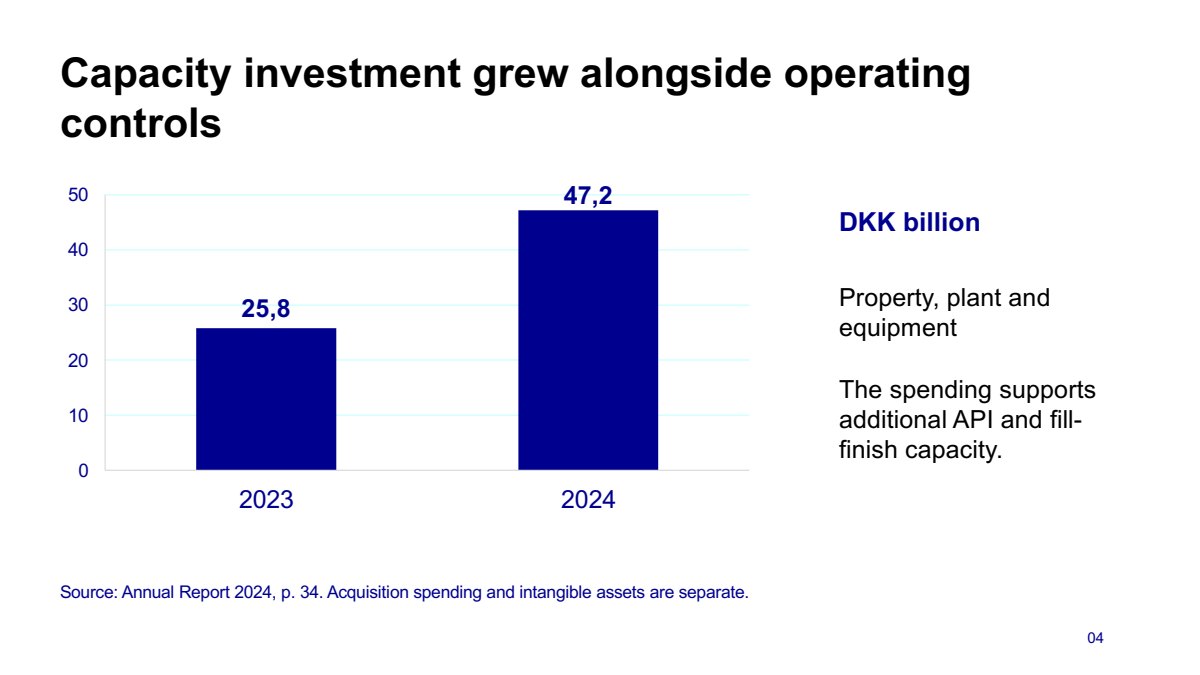 Capacity investment grew alongside operating
controls
50
40
30
20
10
0
25,8
47,2
2023
2024
DKK billion
Property, plant and
equipment
The spending supports
additional API and fill-
finish capacity.
Source: Annual Report 2024, p. 34. Acquisition spending and intangible assets are separate.
04